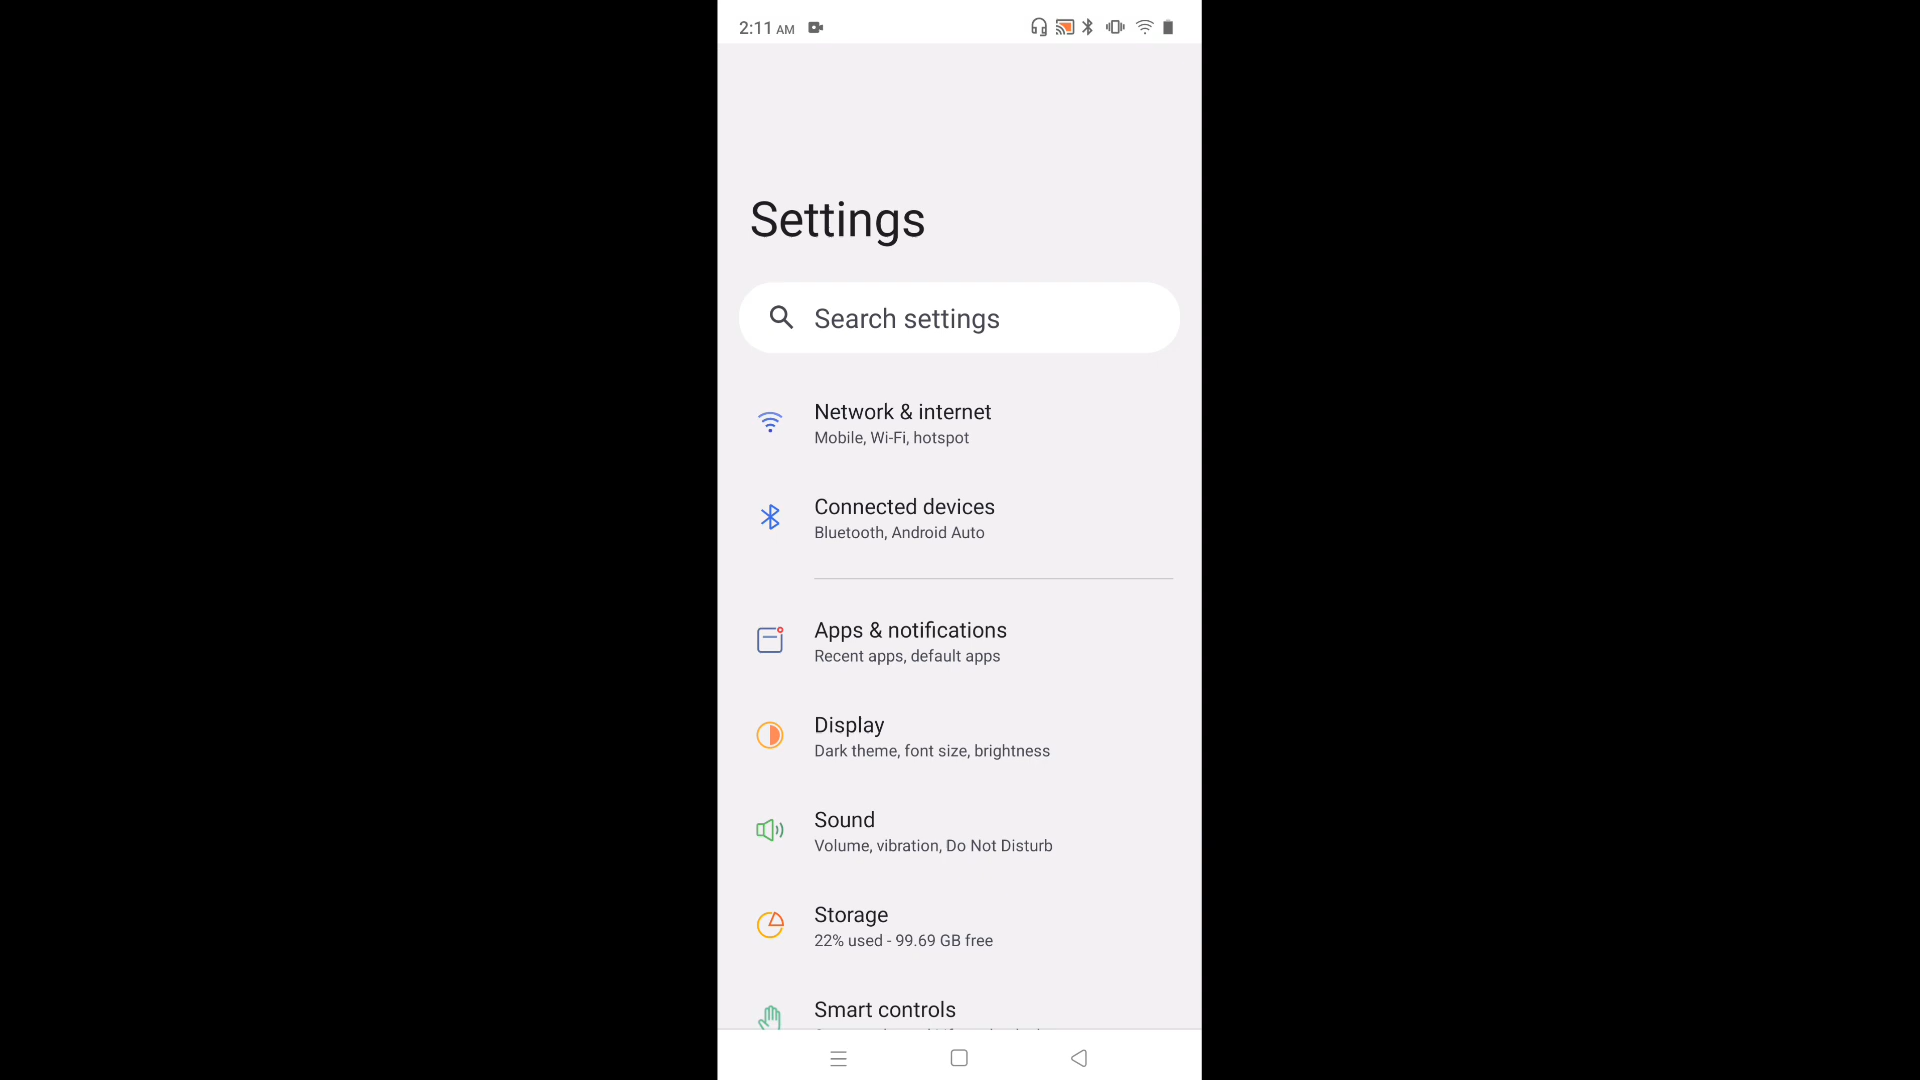 2:11 AM
Settings
Search settings
Network & internet
Mobile, Wi-Fi, hotspot
Connected devices
Bluetooth, Android Auto
Apps & notifications
Recent apps, default apps
Display
Dark theme, font size, brightness
Sound
Volume, vibration, Do Not Disturb
Storage
22% used - 99.69 GB free
Smart controls